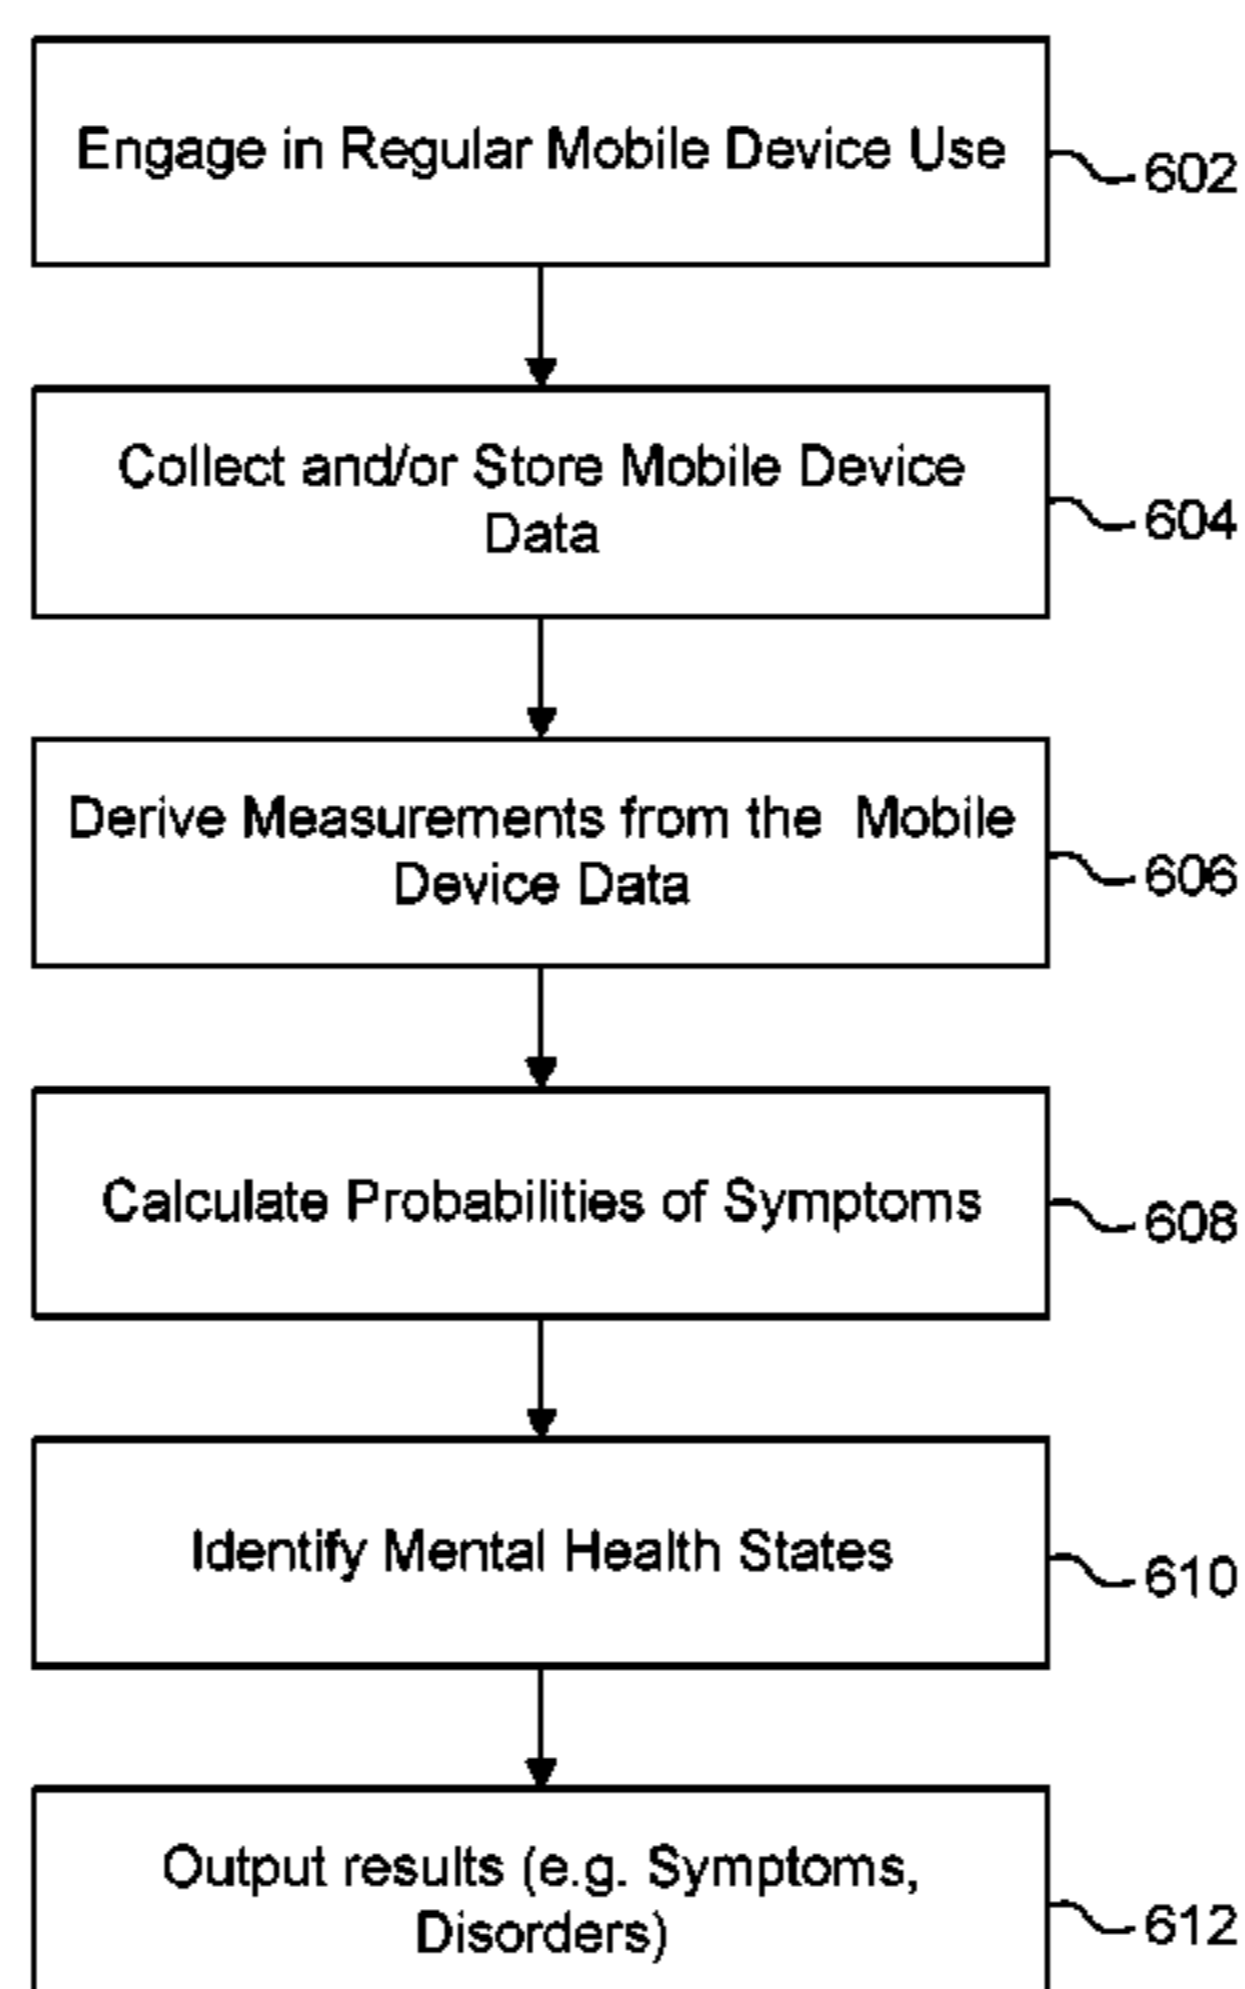 Engage in Regular Mobile Device Use
602
Collect and/or Store Mobile Device
Data
604
Derive Measurements from the  Mobile
Device Data
606
Calculate Probabilities of Symptoms
608
Identify Mental Health States
610
Output results (e.g. Symptoms,
Disorders)
612